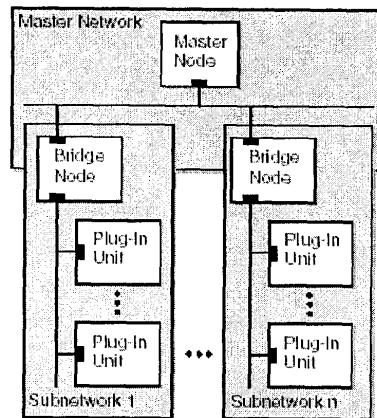 Master Network
Master
Node
Bridge
Node
Plug-In
Unit
Plug-In
Unit
Subnetwork 1
Bridge
Node
Plug-In
Unit
Plug-In
Unit
Subnetwork n